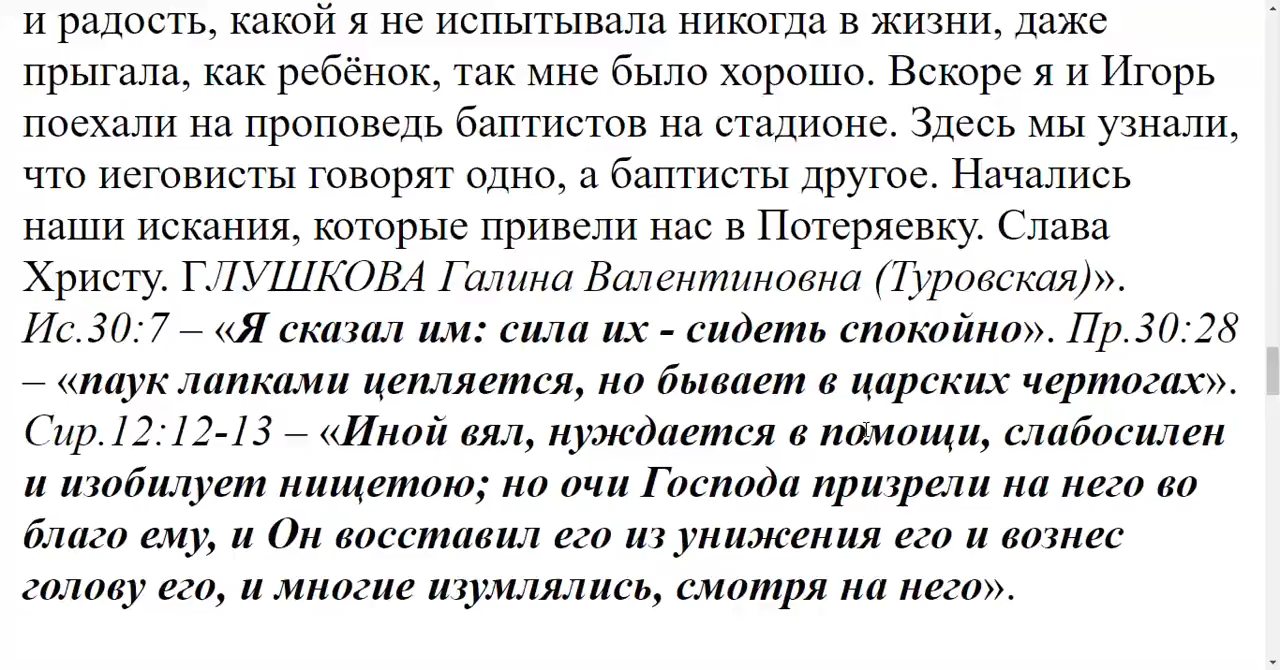 и радость, какой я не испытывала никогда в жизни, даже
прыгала, как ребёнок, так мне было хорошо. Вскоре я и Игорь
поехали на проповедь баптистов на стадионе. Здесь мы узнали,
что иеговисты говорят одно, а баптисты другое. Начались
наши искания, которые привели нас в Потеряевку. Слава
Христу. ГЛУШКОВА Галина Валентиновна (Туровская)».
Ис.30:7 – «Я сказал им: сила их - сидеть спокойно». Пр.30:28
– «паук лапками цепляется, но бывает в царских чертогах».
Сир.12:12-13 – «Иной вял, нуждается в помощи, слабосилен
и изобилует нищетою; но очи Господа призрели на него во
благо ему, и Он восставил его из унижения его и вознес
голову его, и многие изумлялись, смотря на него».